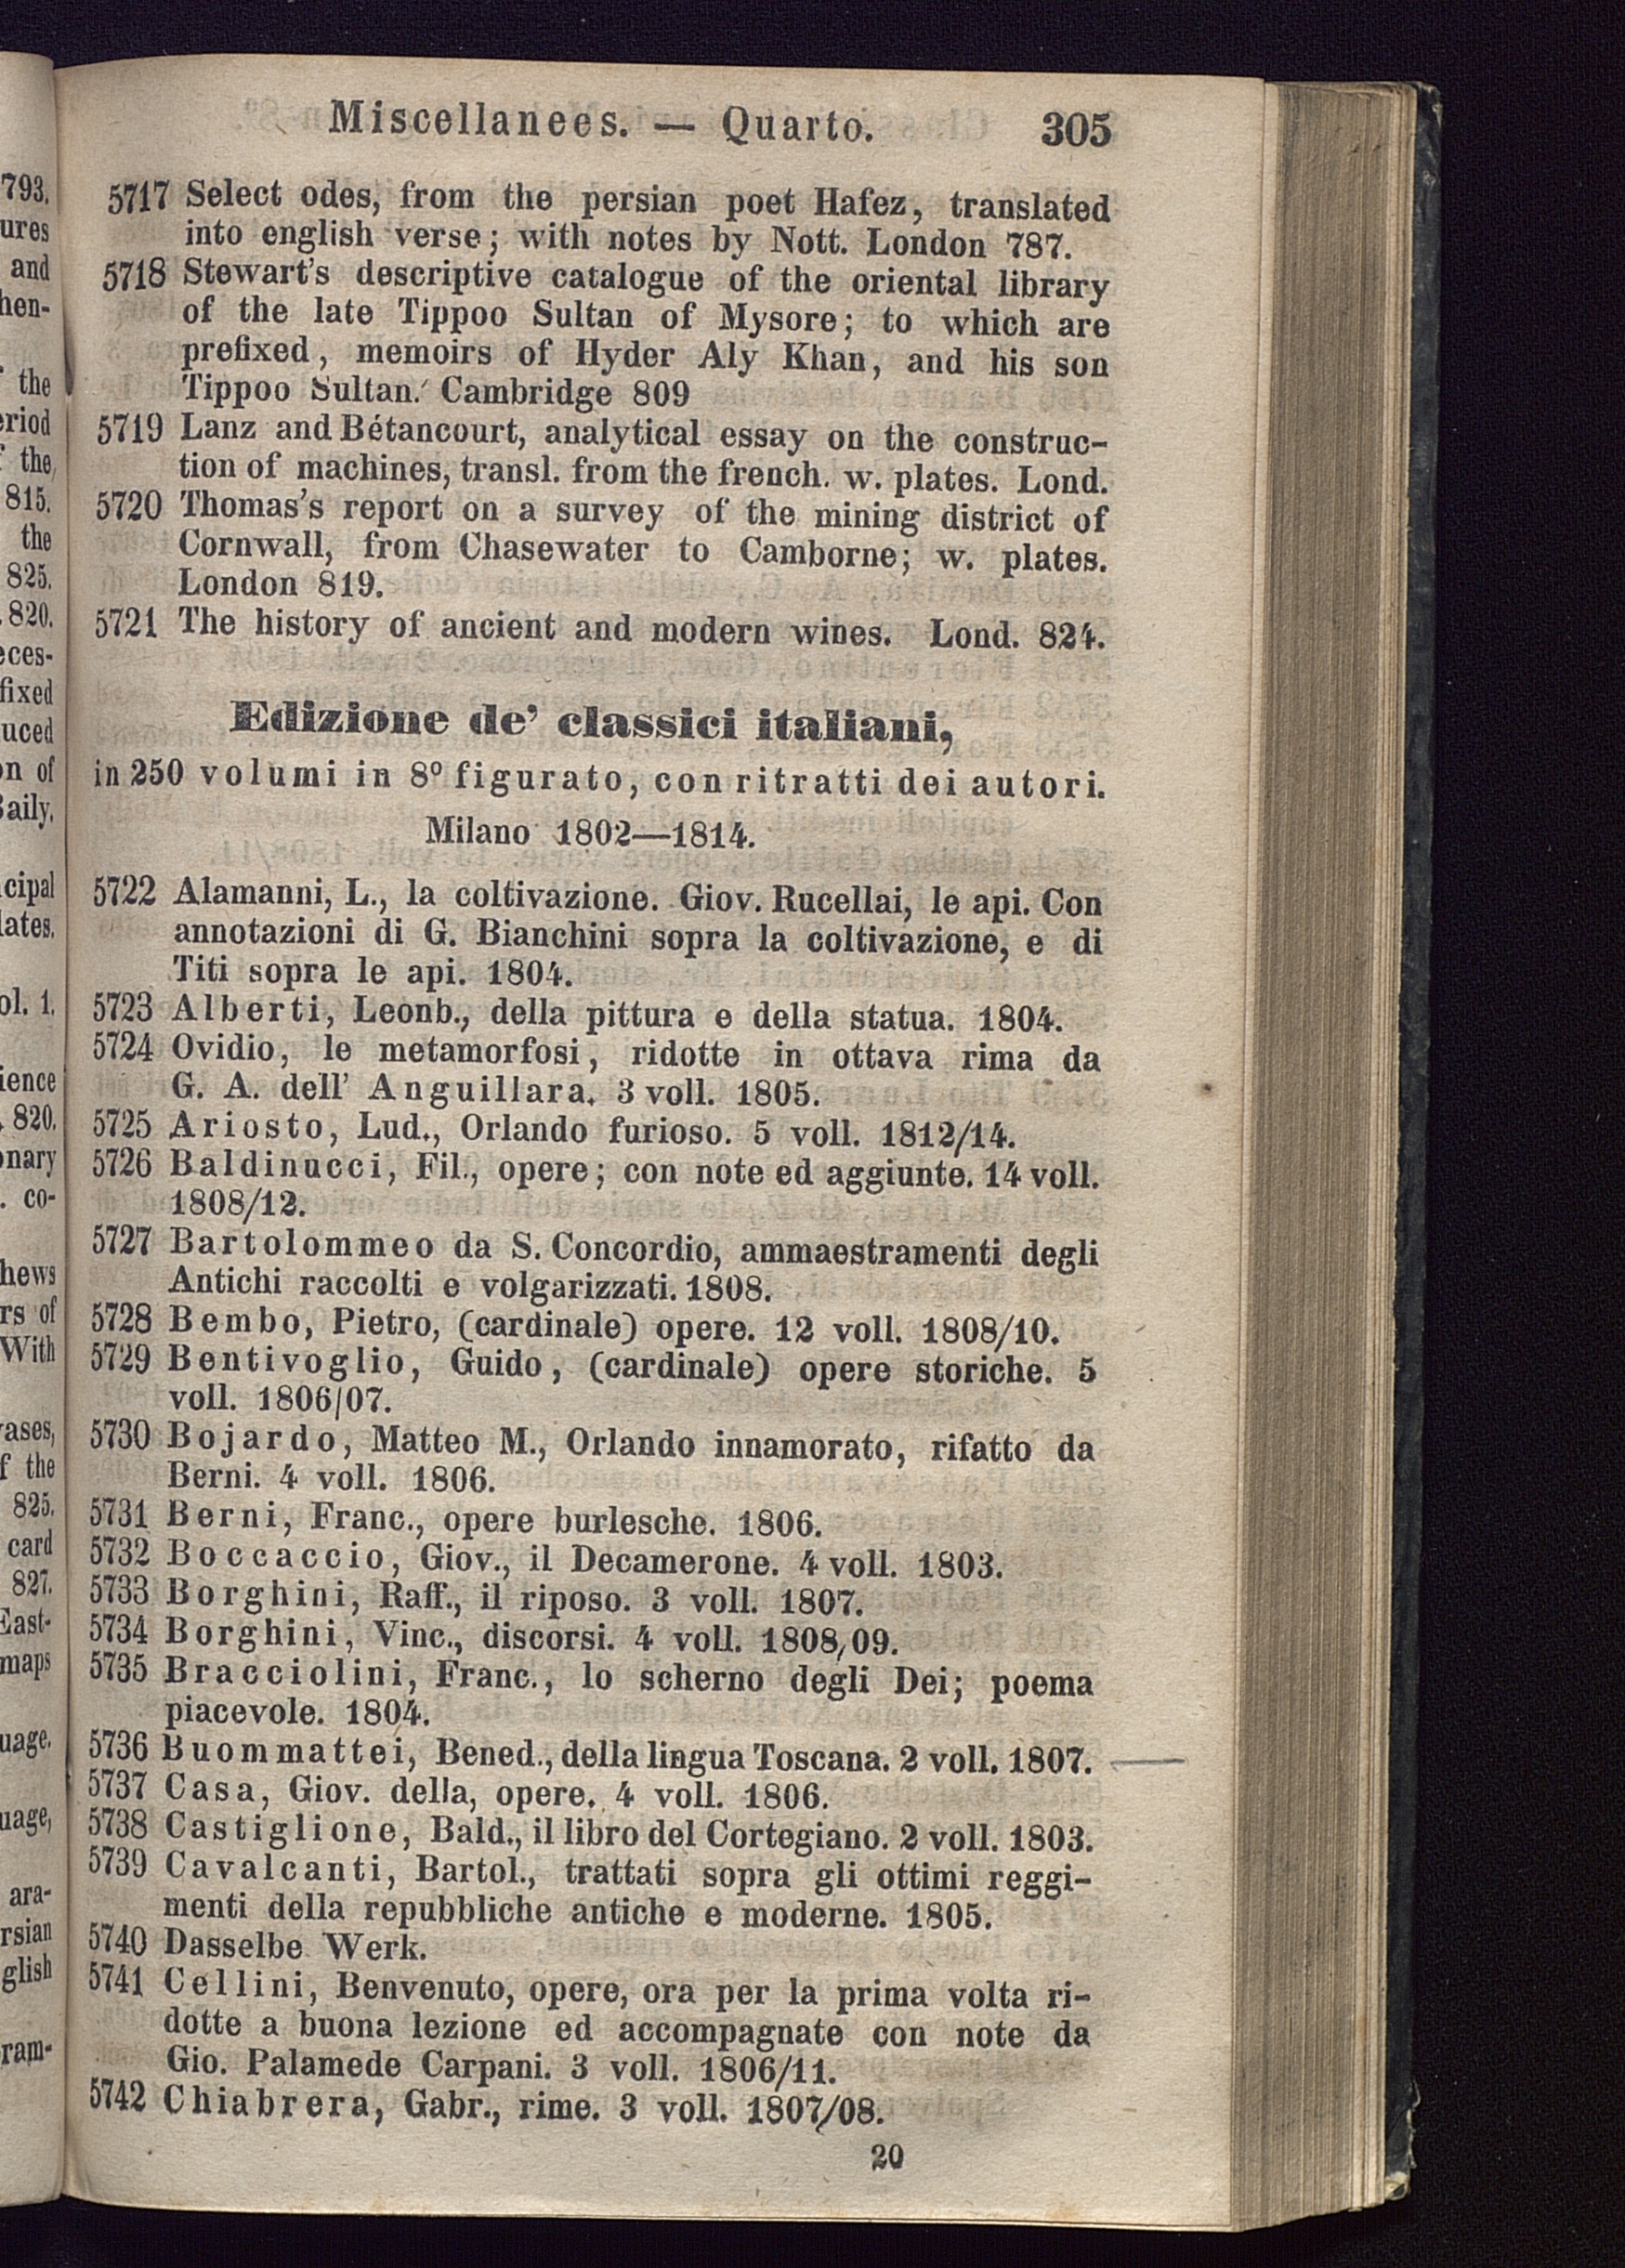 Miscellanees. — Quarto. 305
5717 Select odes, from the persian poet Hafez, translated
into english verse; with notes by Nott. London 787.
5718 Stewart's descriptive catalogue of the oriental library
of the late Tippoo Sultan of Mysore; to which are
prefixed, memoirs of Hyder Aly Khan, and his son
Tippoo Sultan. Cambridge 809
5719 Lanz and Bétancourt, analytical essay on the construc-
tion of machines, transl. from the french. w. plates. Lond.
5720 Thomas's report on a survey of the mining district of
Cornwall, from Chasewater to Camborne; w. plates.
London 819.
5721 The history of ancient and modern wines. Lond. 824.
Edizione de' classici italiani,
in 250 volumi in 8º figurato, con ritratti dei autori.
Milano 1802—1814.
5722 Alamanni, L., la coltivazione. Giov. Rucellai, le api. Con
annotazioni di G. Bianchini sopra la coltivazione, e di
Titi sopra le api. 1804.
5723 Alberti, Leonb., della pittura e della statua. 1804.
5724 Ovidio, le metamorfosi, ridotte in ottava rima da
G. A. dell' Anguillara. 3 voll. 1805.
5725 Ariosto, Lud., Orlando furioso. 5 voll. 1812/14.
5726 Baldinucci, Fil., opere; con note ed aggiunte. 14 voll.
1808/12.
5727 Bartolommeo da S. Concordio, ammaestramenti degli
Antichi raccolti e volgarizzati. 1808.
5728 Bembo, Pietro, (cardinale) opere. 12 voll. 1808/10.
5729 Bentivoglio, Guido, (cardinale) opere storiche. 5
voll. 1806/07.
5730 Bojardo, Matteo M., Orlando innamorato, rifatto da
Berni. 4 voll. 1806.
5731 Berni, Franc., opere burlesche. 1806.
5732 Boccaccio, Giov., il Decamerone. 4 voll. 1803.
5733 Borghini, Raff., il riposo. 3 voll. 1807.
5734 Borghini, Vinc., discorsi. 4 voll. 1808/09.
5735 Bracciolini, Franc., lo scherno degli Dei; poema
piacevole. 1804.
5736 Buommattei, Bened., della lingua Toscana. 2 voll. 1807.
5737 Casa, Giov. della, opere. 4 voll. 1806.
5738 Castiglione, Bald., il libro del Cortegiano. 2 voll. 1803.
5739 Cavalcanti, Bartol., trattati sopra gli ottimi reggi-
menti della repubbliche antiche e moderne. 1805.
5740 Dasselbe Werk.
5741 Cellini, Benvenuto, opere, ora per la prima volta ri-
dotte a buona lezione ed accompagnate con note da
Gio. Palamede Carpani. 3 voll. 1806/11.
5742 Chiabrera, Gabr., rime. 3 voll. 1807/08.
20